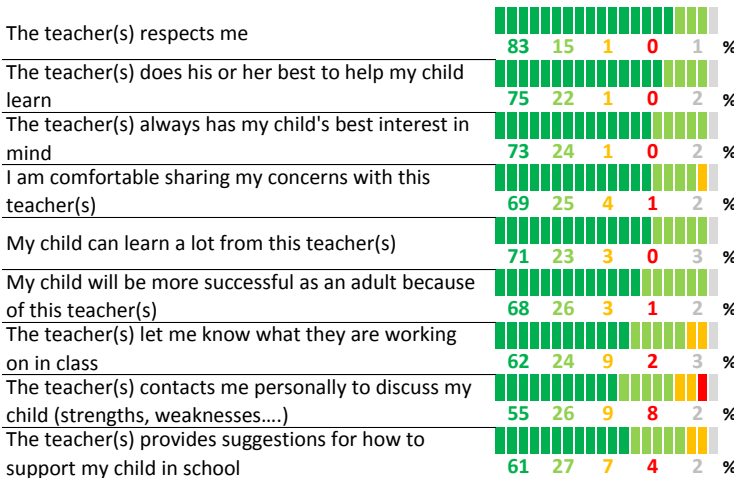 The teacher(s) respects me
83 15 1 0 1 %
The teacher(s) does his or her best to help my child
learn
75 22 1 0 2 %
The teacher(s) always has my child's best interest in
mind
73 24 1 0 2 %
I am comfortable sharing my concerns with this
teacher(s)
69 25 4 1 2 %
My child can learn a lot from this teacher(s)
71 23 3 0 3 %
My child will be more successful as an adult because
of this teacher(s)
68 26 3 1 2 %
The teacher(s) let me know what they are working
on in class
62 24 9 2 3 %
The teacher(s) contacts me personally to discuss my
child (strengths, weaknesses….)
55 26 9 8 2 %
The teacher(s) provides suggestions for how to
support my child in school
61 27 7 4 2 %